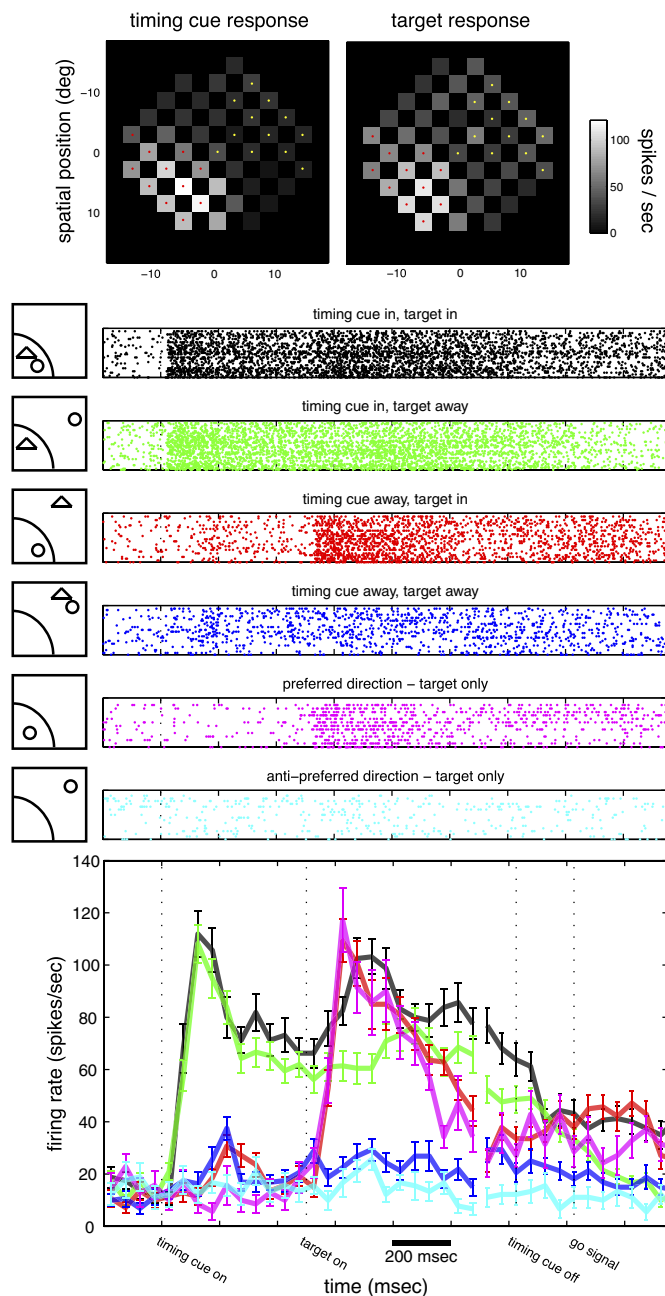 timing cue response
target response
spatial position (deg)
-10
0
10
-10
0
10
-10
0
10
100
50
0
spikes / sec
timing cue in, target in
timing cue in, target away
timing cue away, target in
timing cue away, target away
preferred direction − target only
anti−preferred direction − target only
140
120
100
80
60
40
20
0
firing rate (spikes/sec)
timing cue on
target on
200 msec
timing cue off
go signal
time (msec)